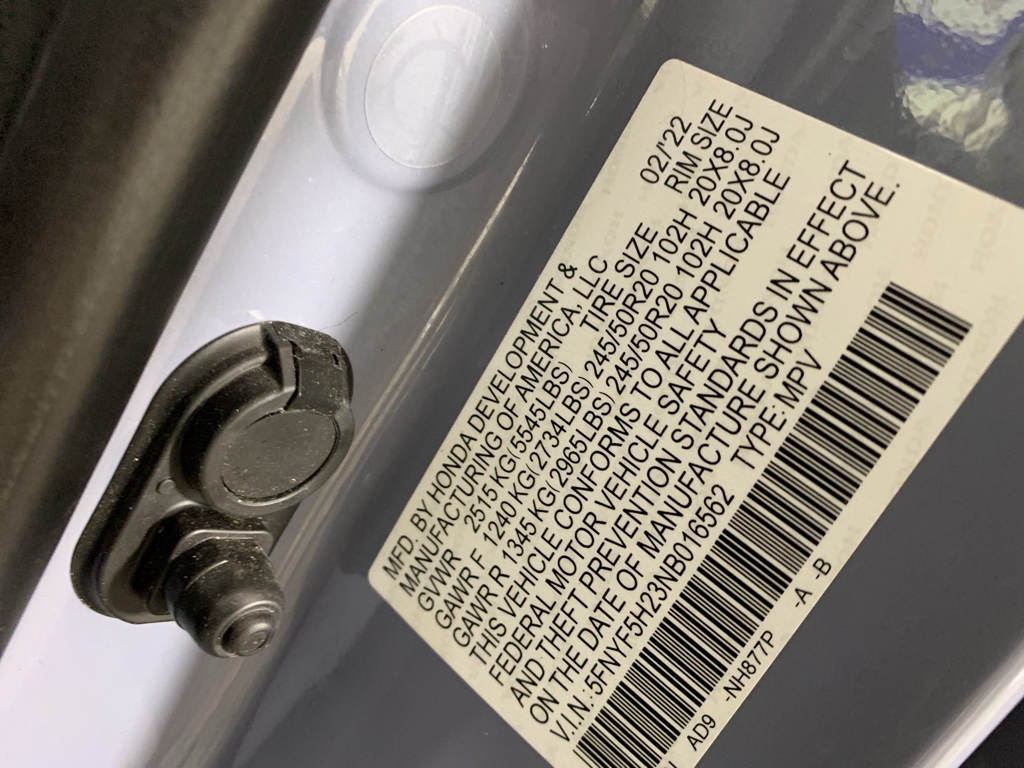 MFD. BY HONDA DEVELOPMENT &
MANUFACTURING OF AMERICA, LLC 02/'22
GVWR 2515 KG(5545LBS) TIRE SIZE RIM SIZE
GAWR F 1240 KG(2734LBS) 245/50R20 102H 20X8.0J
GAWR R 1345 KG(2965LBS) 245/50R20 102H 20X8.0J
THIS VEHICLE CONFORMS TO ALL APPLICABLE
FEDERAL MOTOR VEHICLE SAFETY
AND THEFT PREVENTION STANDARDS IN EFFECT
ON THE DATE OF MANUFACTURE SHOWN ABOVE.
V.I.N.:5FNYF5H23NB016562 TYPE:MPV
AD9 NH877P -A -B